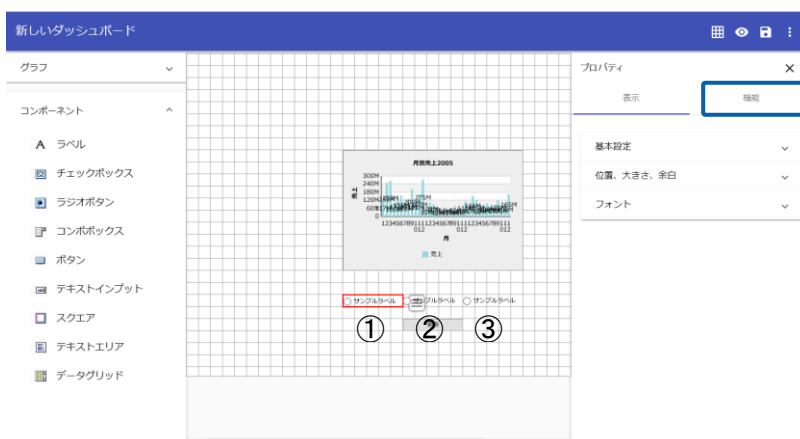 新しいダッシュボード
グラフ
コンポーネント
A ラベル
チェックボックス
ラジオボタン
コンボボックス
ボタン
テキストインプット
スクエア
テキストエリア
データグリッド
月別売上2005
売上
300M
240M
180M
120M
60M
0
123456789111123456789111123456789111
012 012 012
月
売上
サンプルラベル サンプルラベル サンプルラベル
① ② ③
プロパティ
表示 機能
基本設定
位置、大きさ、余白
フォント